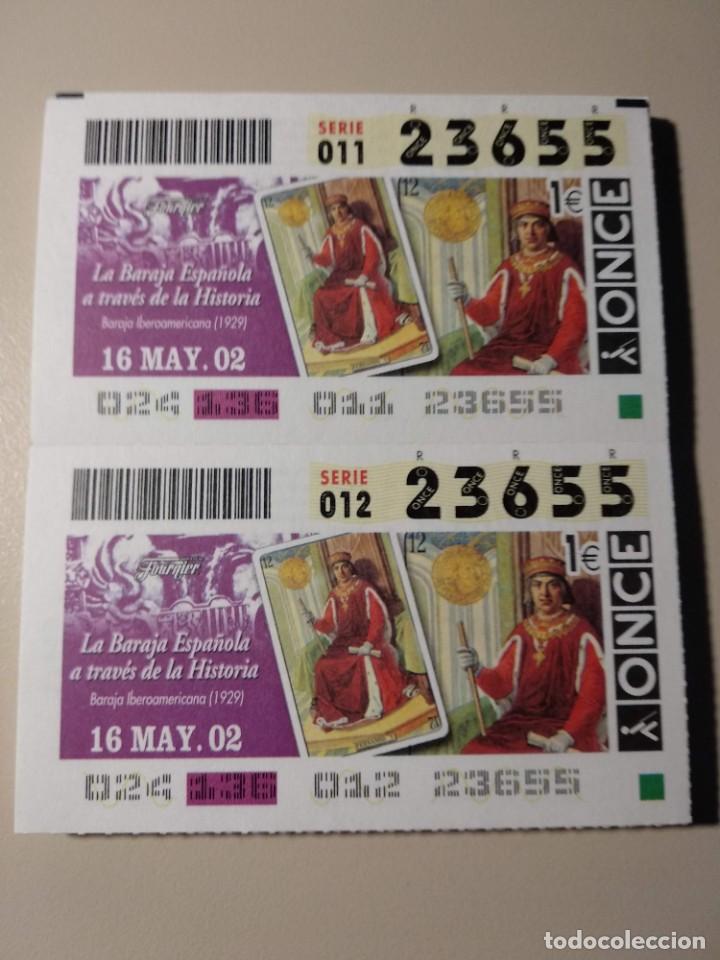 R R R
SERIE
011
23655
Fournier
La Baraja Española
a través de la Historia
Baraja Iberoamericana (1929)
16 MAY. 02
12
12
1€
ONCE
024 136 011 23655
R R R
SERIE
012
23655
Fournier
La Baraja Española
a través de la Historia
Baraja Iberoamericana (1929)
16 MAY. 02
12
12
1€
ONCE
024 136 012 23655
todocoleccion